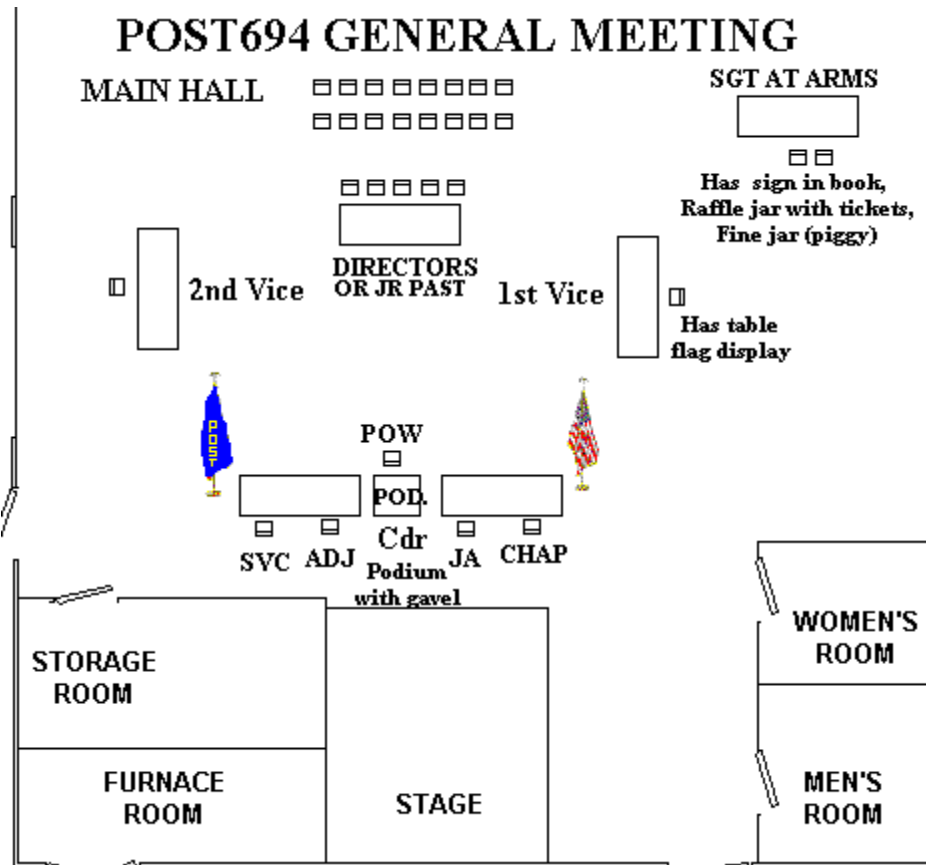 POST694 GENERAL MEETING
MAIN HALL
SGT AT ARMS
Has sign in book,
Raffle jar with tickets,
Fine jar (piggy)
DIRECTORS
OR JR PAST
2nd Vice
1st Vice
Has table
flag display
POST
POW
POD.
Cdr
SVC
ADJ
JA
CHAP
Podium
with gavel
STORAGE
ROOM
WOMEN'S
ROOM
FURNACE
ROOM
STAGE
MEN'S
ROOM